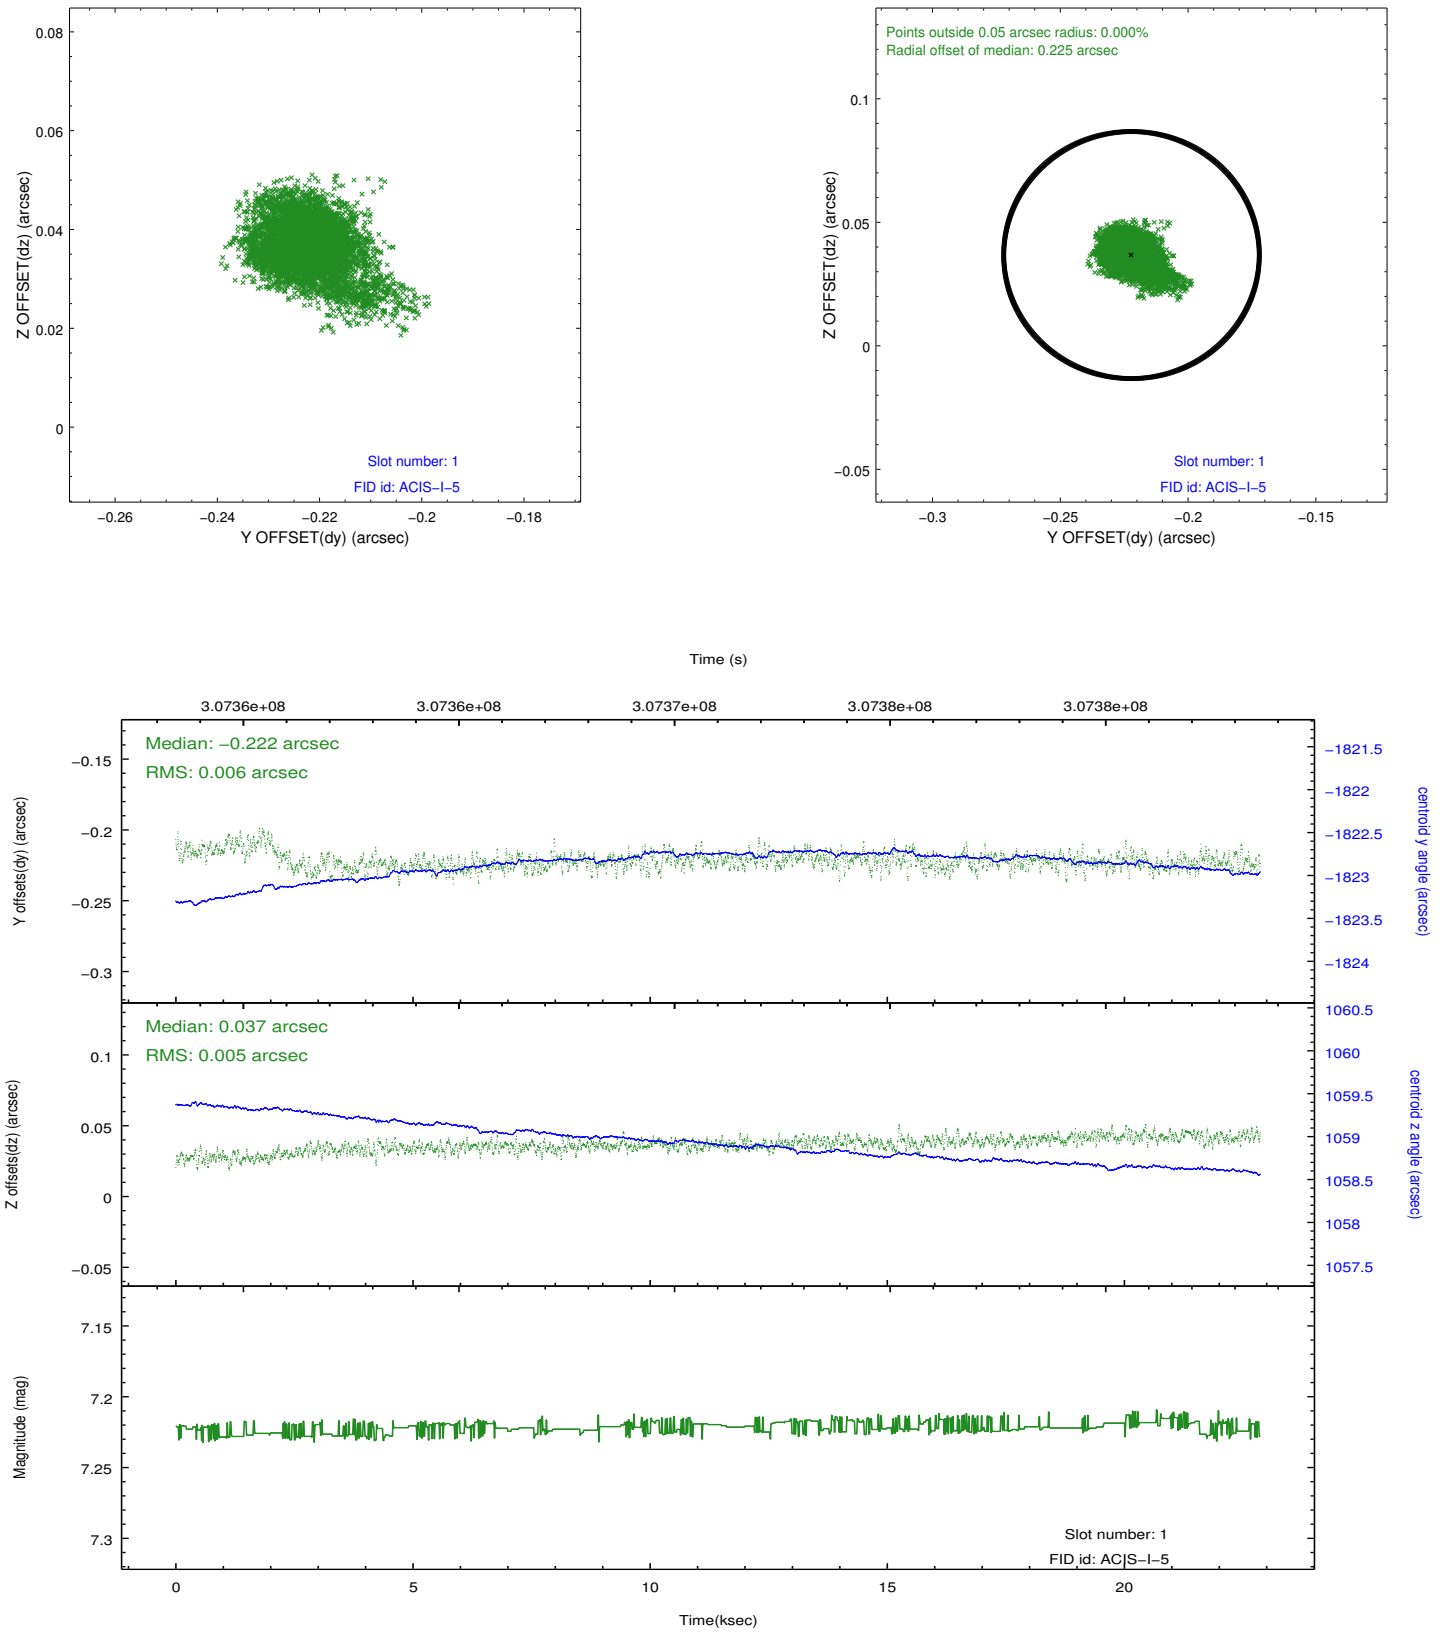 0.08
0.06
0.04
0.02
0
Z OFFSET(dz) (arcsec)
Slot number: 1
FID id: ACIS−I−5
−0.26 −0.24 −0.22 −0.2 −0.18
Y OFFSET(dy) (arcsec)
Points outside 0.05 arcsec radius: 0.000%
Radial offset of median: 0.225 arcsec
0.1
0.05
0
−0.05
Z OFFSET(dz) (arcsec)
Slot number: 1
FID id: ACIS−I−5
−0.3 −0.25 −0.2 −0.15
Y OFFSET(dy) (arcsec)
Time (s)
3.0736e+08 3.0736e+08 3.0737e+08 3.0738e+08 3.0738e+08
Median: −0.222 arcsec
RMS: 0.006 arcsec
−0.15
−0.2
−0.25
−0.3
Y offsets(dy) (arcsec)
−1821.5
−1822
−1822.5
−1823
−1823.5
−1824
centroid y angle (arcsec)
Median: 0.037 arcsec
RMS: 0.005 arcsec
0.1
0.05
0
−0.05
Z offsets(dz) (arcsec)
1060.5
1060
1059.5
1059
1058.5
1058
1057.5
centroid z angle (arcsec)
7.15
7.2
7.25
7.3
Magnitude (mag)
Slot number: 1
FID id: ACIS−I−5
0 5 10 15 20
Time(ksec)